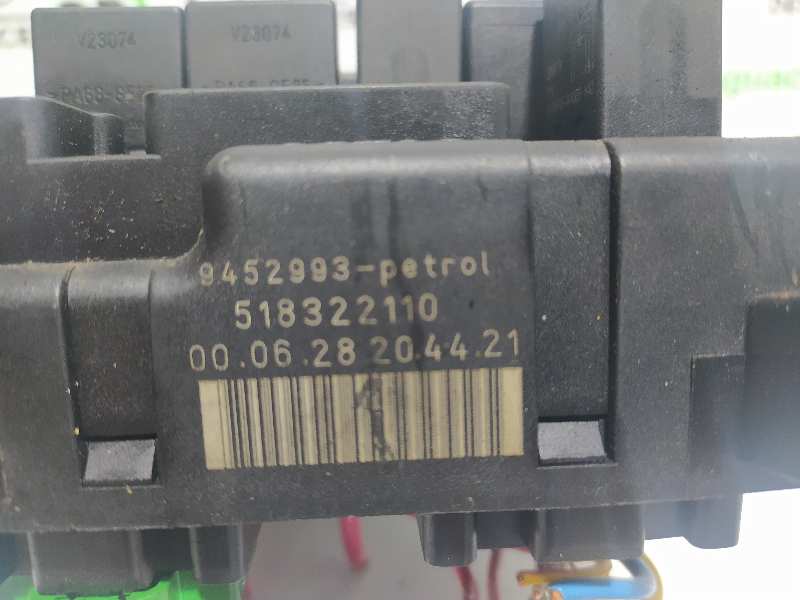 V23074
V23074
9452993-petrol
518322110
00.06.28 20.44.21